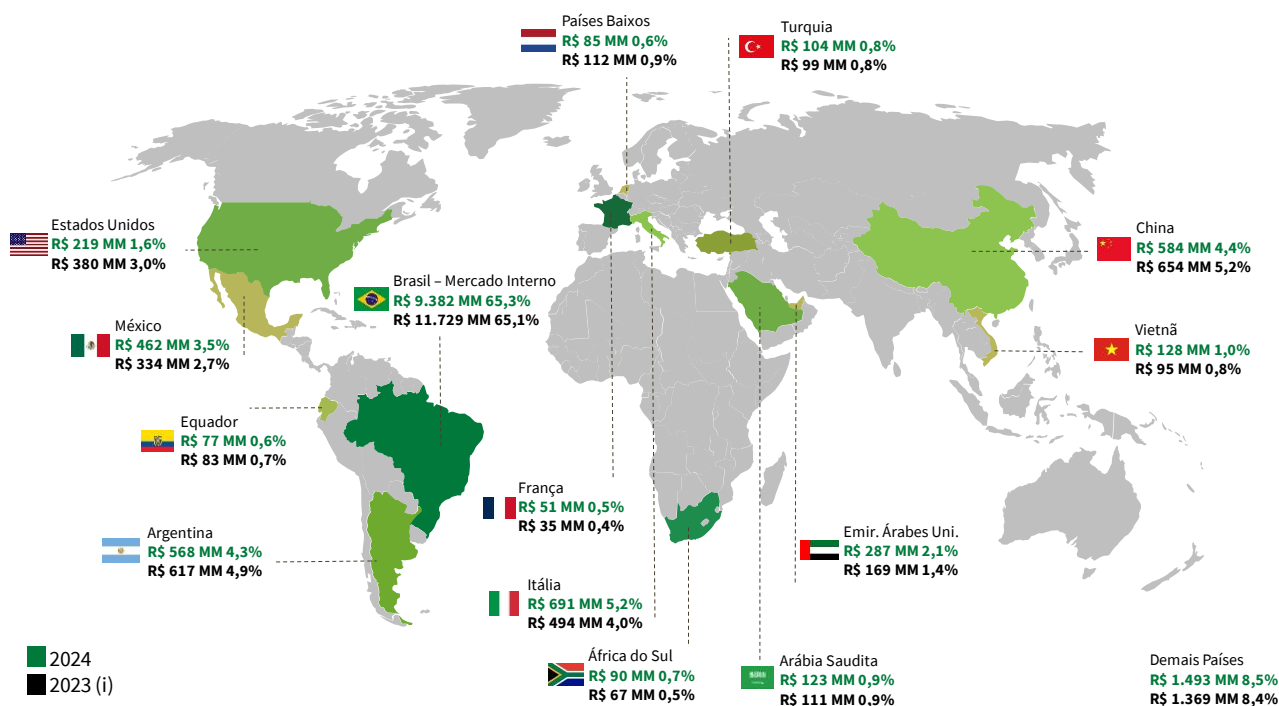 Países Baixos
R$ 85 MM 0,6%
R$ 112 MM 0,9%
Turquia
R$ 104 MM 0,8%
R$ 99 MM 0,8%
Estados Unidos
R$ 219 MM 1,6%
R$ 380 MM 3,0%
China
R$ 584 MM 4,4%
R$ 654 MM 5,2%
Brasil – Mercado Interno
R$ 9.382 MM 65,3%
R$ 11.729 MM 65,1%
México
R$ 462 MM 3,5%
R$ 334 MM 2,7%
Vietnã
R$ 128 MM 1,0%
R$ 95 MM 0,8%
Equador
R$ 77 MM 0,6%
R$ 83 MM 0,7%
França
R$ 51 MM 0,5%
R$ 35 MM 0,4%
Argentina
R$ 568 MM 4,3%
R$ 617 MM 4,9%
Emir. Árabes Uni.
R$ 287 MM 2,1%
R$ 169 MM 1,4%
Itália
R$ 691 MM 5,2%
R$ 494 MM 4,0%
África do Sul
R$ 90 MM 0,7%
R$ 67 MM 0,5%
Arábia Saudita
R$ 123 MM 0,9%
R$ 111 MM 0,9%
Demais Países
R$ 1.493 MM 8,5%
R$ 1.369 MM 8,4%
2024
2023 (i)